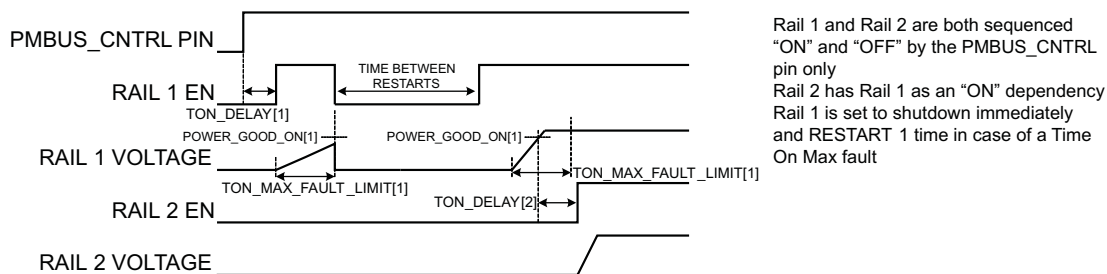 PMBUS_CNTRL PIN
RAIL 1 EN
TIME BETWEEN
RESTARTS
TON_DELAY[1]
POWER_GOOD_ON[1]
POWER_GOOD_ON[1]
RAIL 1 VOLTAGE
TON_MAX_FAULT_LIMIT[1]
TON_MAX_FAULT_LIMIT[1]
TON_DELAY[2]
RAIL 2 EN
RAIL 2 VOLTAGE
Rail 1 and Rail 2 are both sequenced
“ON” and “OFF” by the PMBUS_CNTRL
pin only
Rail 2 has Rail 1 as an “ON” dependency
Rail 1 is set to shutdown immediately
and RESTART 1 time in case of a Time
On Max fault